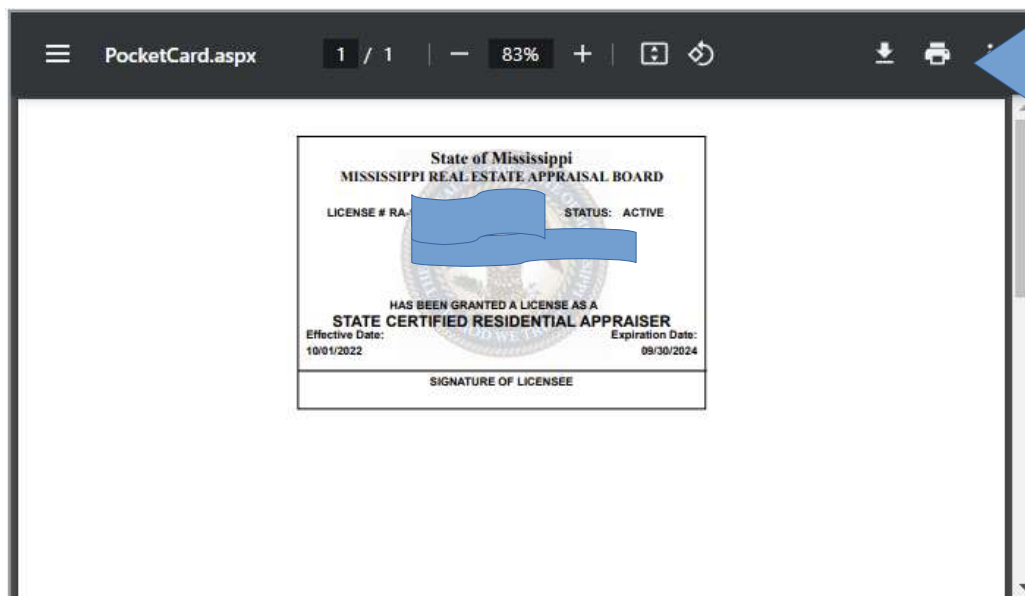 PocketCard.aspx 1 / 1 83%
State of Mississippi
MISSISSIPPI REAL ESTATE APPRAISAL BOARD
LICENSE # RA- STATUS: ACTIVE
HAS BEEN GRANTED A LICENSE AS A
STATE CERTIFIED RESIDENTIAL APPRAISER
Effective Date: Expiration Date:
10/01/2022 09/30/2024
SIGNATURE OF LICENSEE